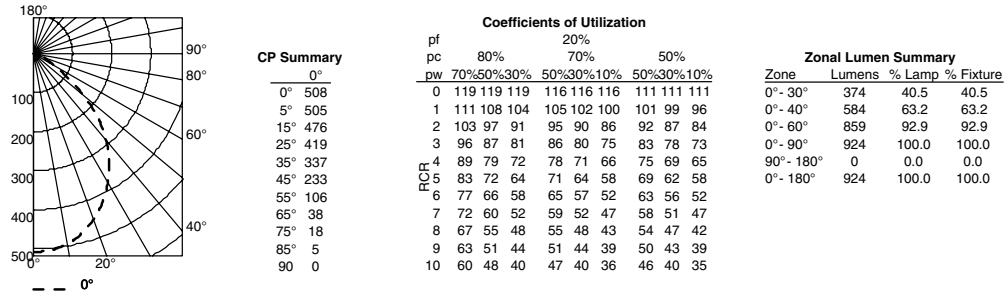 180°
90°
80°
60°
40°
20°
0°
100
200
300
400
500
0°
CP Summary
0°
0° 508
5° 505
15° 476
25° 419
35° 337
45° 233
55° 106
65° 38
75° 18
85° 5
90 0
Coefficients of Utilization
pf 20%
pc 80% 70% 50%
pw 70%50%30% 50%30%10% 50%30%10%
RCR
0 119 119 119 116 116 116 111 111 111
1 111 108 104 105 102 100 101 99 96
2 103 97 91 95 90 86 92 87 84
3 96 87 81 86 80 75 83 78 73
4 89 79 72 78 71 66 75 69 65
5 83 72 64 71 64 58 69 62 58
6 77 66 58 65 57 52 63 56 52
7 72 60 52 59 52 47 58 51 47
8 67 55 48 55 48 43 54 47 42
9 63 51 44 51 44 39 50 43 39
10 60 48 40 47 40 36 46 40 35
Zonal Lumen Summary
Zone Lumens % Lamp % Fixture
0°- 30° 374 40.5 40.5
0°- 40° 584 63.2 63.2
0°- 60° 859 92.9 92.9
0°- 90° 924 100.0 100.0
90°- 180° 0 0.0 0.0
0°- 180° 924 100.0 100.0